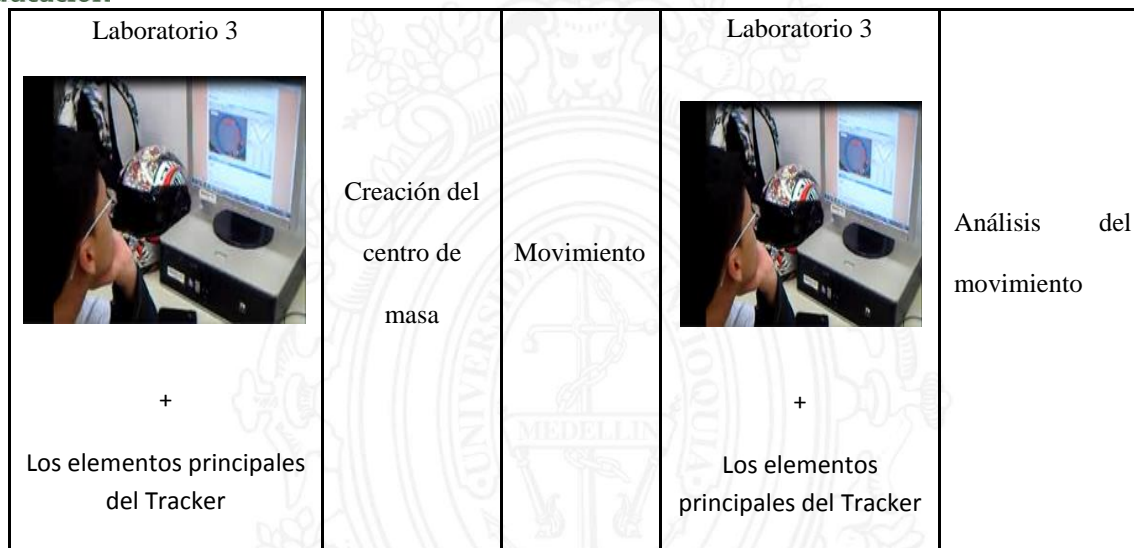 Laboratorio 3
+
Los elementos principales
del Tracker
Creación del
centro de
masa
Movimiento
Laboratorio 3
+
Los elementos
principales del Tracker
Análisis del
movimiento
MEDELLIN